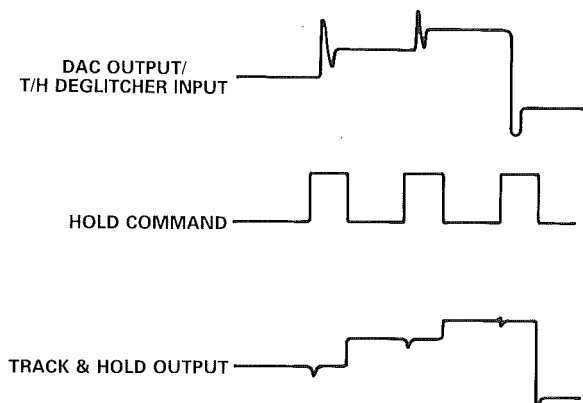 DAC OUTPUT/
T/H DEGLITCHER INPUT
HOLD COMMAND
TRACK & HOLD OUTPUT